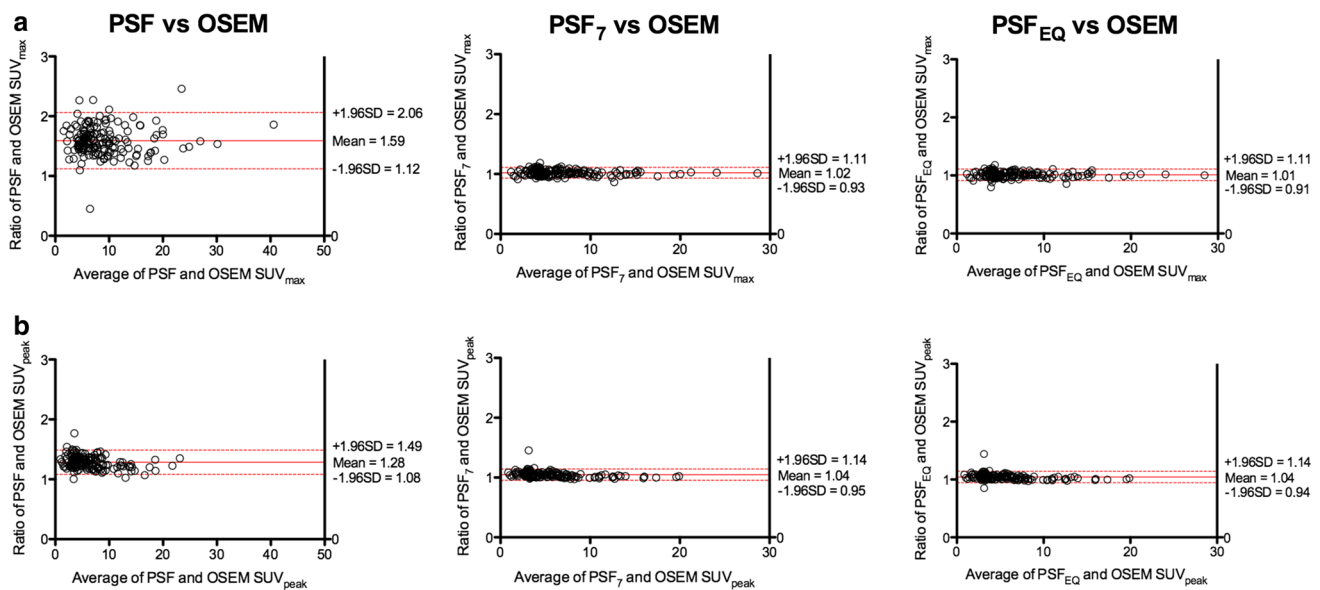 a
PSF vs OSEM
Ratio of PSF and OSEM SUVmax
3
2
1
0
0 10 20 30 40 50
0
+1.96SD = 2.06
Mean = 1.59
-1.96SD = 1.12
Average of PSF and OSEM SUVmax
PSF7 vs OSEM
Ratio of PSF7 and OSEM SUVmax
3
2
1
0
0 10 20 30
0
+1.96SD = 1.11
Mean = 1.02
-1.96SD = 0.93
Average of PSF7 and OSEM SUVmax
PSFEQ vs OSEM
Ratio of PSFEQ and OSEM SUVmax
3
2
1
0
0 10 20 30
0
+1.96SD = 1.11
Mean = 1.01
-1.96SD = 0.91
Average of PSFEQ and OSEM SUVmax
b
Ratio of PSF and OSEM SUVpeak
3
2
1
0
0 10 20 30 40 50
0
+1.96SD = 1.49
Mean = 1.28
-1.96SD = 1.08
Average of PSF and OSEM SUVpeak
Ratio of PSF7 and OSEM SUVpeak
3
2
1
0
0 10 20 30
0
+1.96SD = 1.14
Mean = 1.04
-1.96SD = 0.95
Average of PSF7 and OSEM SUVpeak
Ratio of PSFEQ and OSEM SUVpeak
3
2
1
0
0 10 20 30
0
+1.96SD = 1.14
Mean = 1.04
-1.96SD = 0.94
Average of PSFEQ and OSEM SUVpeak